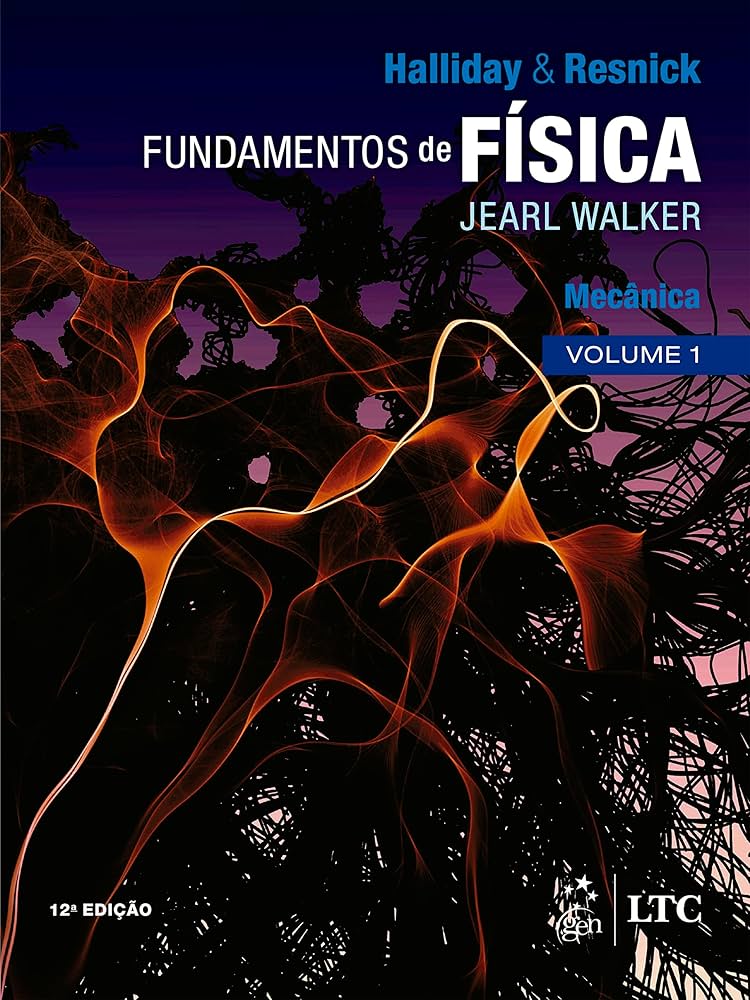 Halliday & Resnick
FUNDAMENTOS de FÍSICA
JEARL WALKER
Mecânica
VOLUME 1
12ª EDIÇÃO
gen
LTC